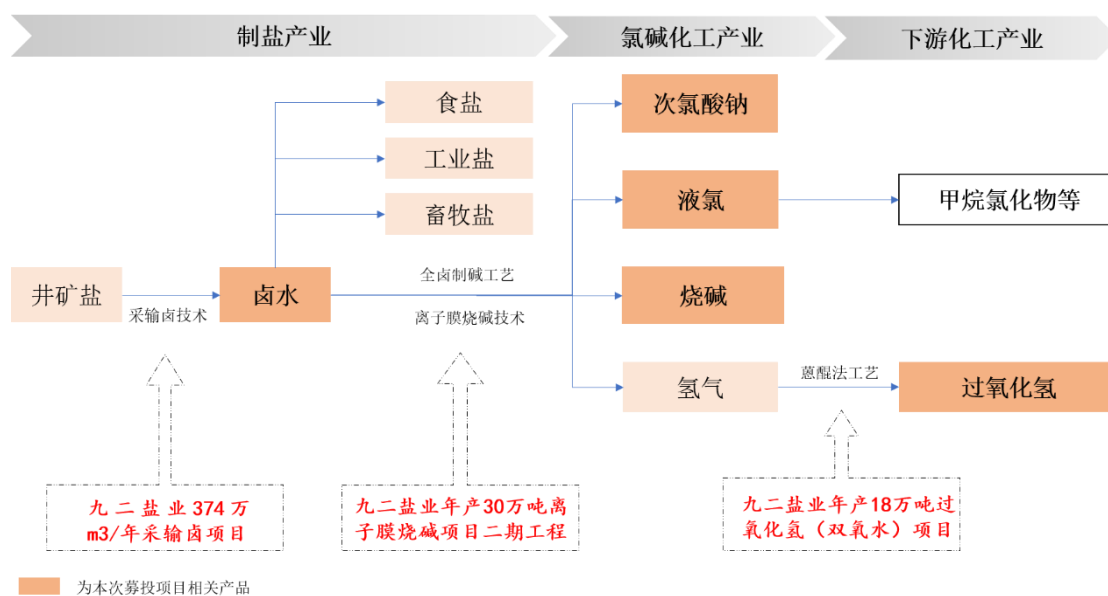 制盐产业
氯碱化工产业
下游化工产业
食盐
次氯酸钠
工业盐
液氯
甲烷氯化物等
畜牧盐
全卤制碱工艺
井矿盐
卤水
烧碱
采输卤技术
离子膜烧碱技术
蒽醌法工艺
氢气
过氧化氢
九二盐业374万
m3/年采输卤项目
九二盐业年产30万吨离
子膜烧碱项目二期工程
九二盐业年产18万吨过
氧化氢（双氧水）项目
为本次募投项目相关产品